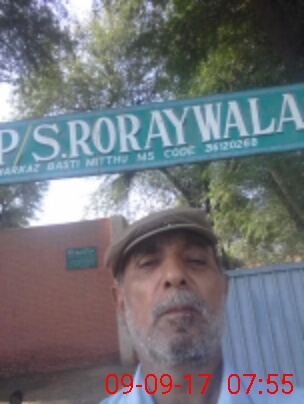 P/S.RORAYWALA
MARKAZ BASTI MITTHU MS CODE 36120268
09-09-17 07:55